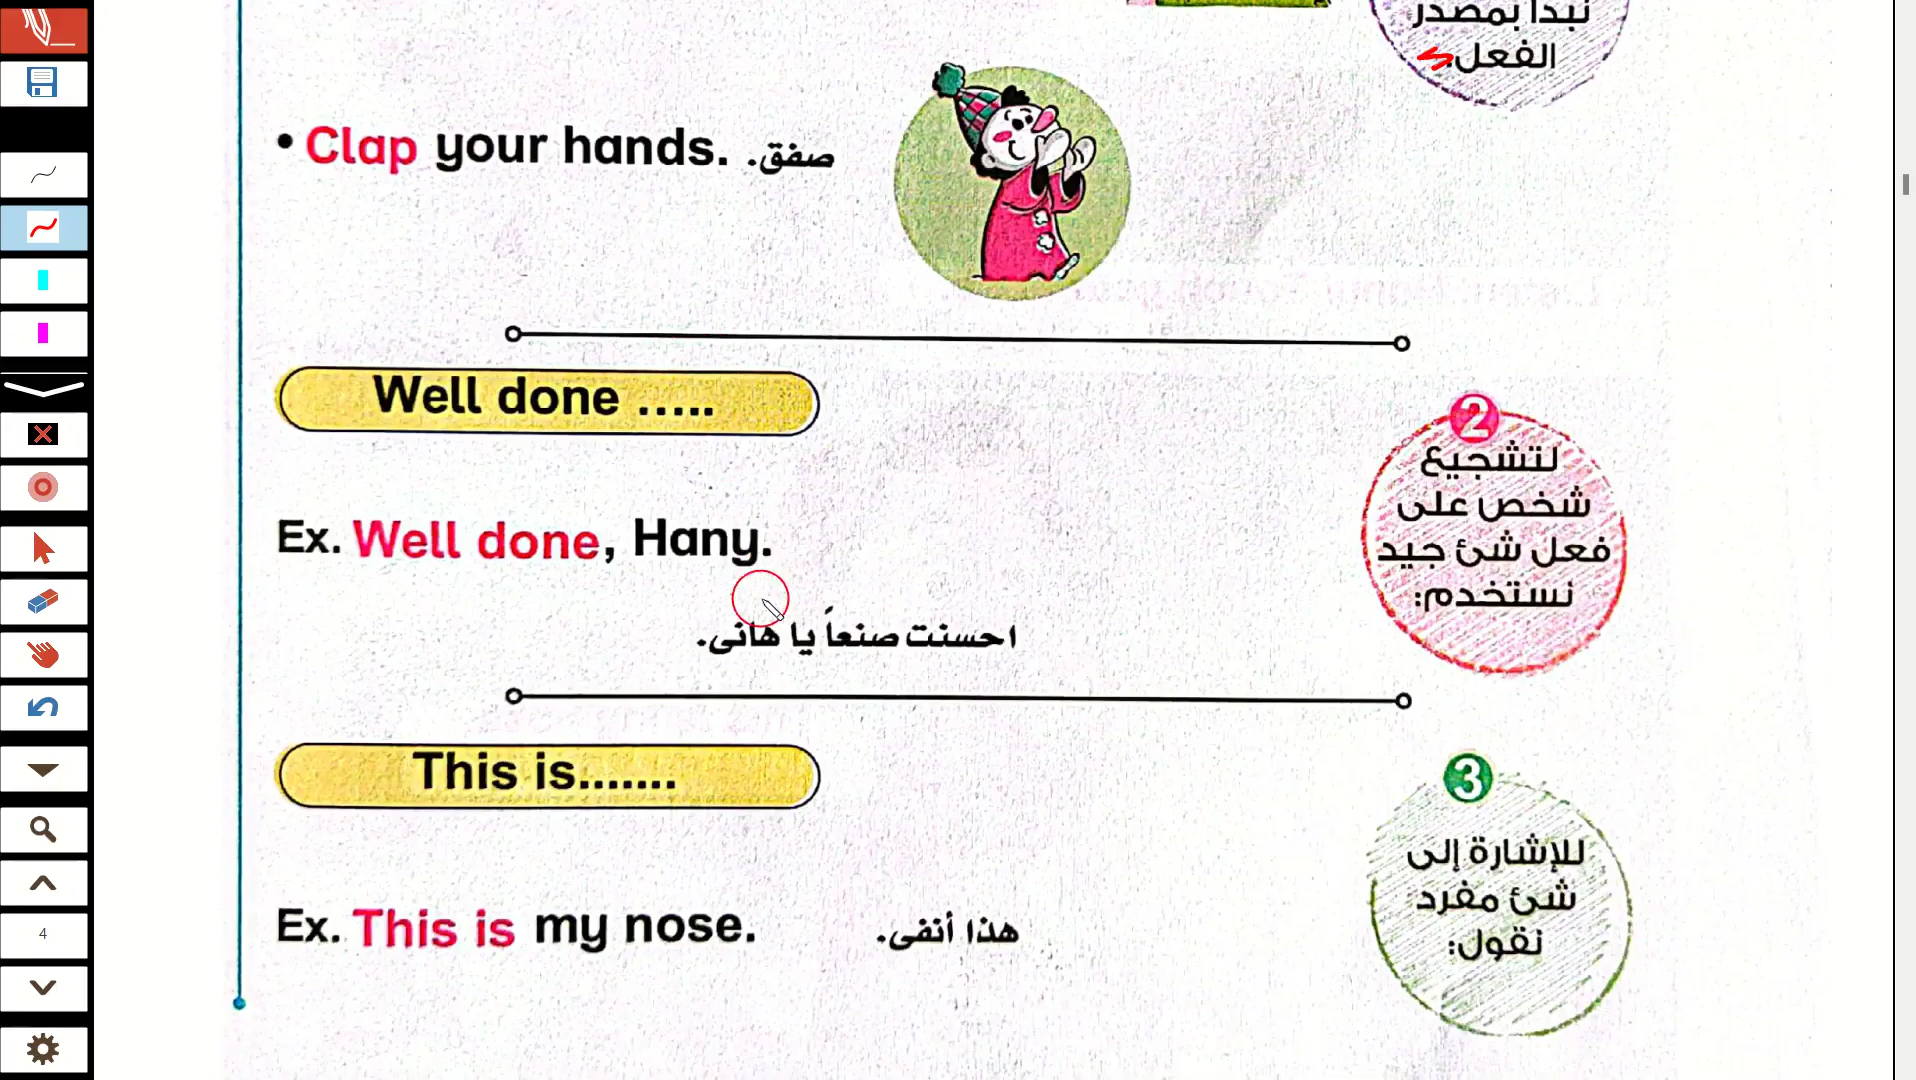 نبدأ بمصدر
الفعل.
• Clap your hands. صفق.
Well done .....
2
لتشجيع
شخص على
فعل شئ جيد
نستخدم:
Ex. Well done, Hany.
احسنت صنعاً يا هانى.
This is.......
3
للإشارة إلى
شئ مفرد
نقول:
Ex. This is my nose. هذا أنفى.
4